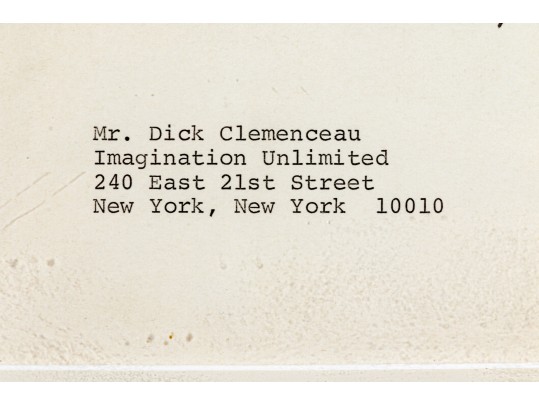 Mr. Dick Clemenceau
Imagination Unlimited
240 East 21st Street
New York, New York  10010